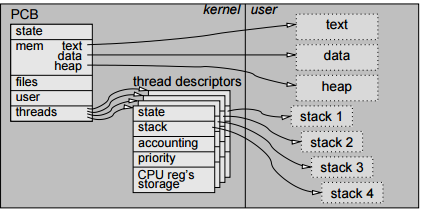 kernel user
PCB
state
mem text
data
heap
files
user
threads
thread descriptors
state
stack
accounting
priority
CPU reg's
storage
text
data
heap
stack 1
stack 2
stack 3
stack 4